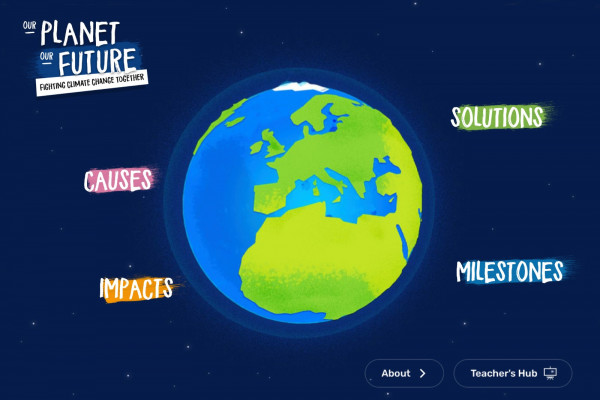 OUR PLANET
OUR FUTURE
FIGHTING CLIMATE CHANGE TOGETHER
SOLUTIONS
CAUSES
MILESTONES
IMPACTS
About
Teacher's Hub